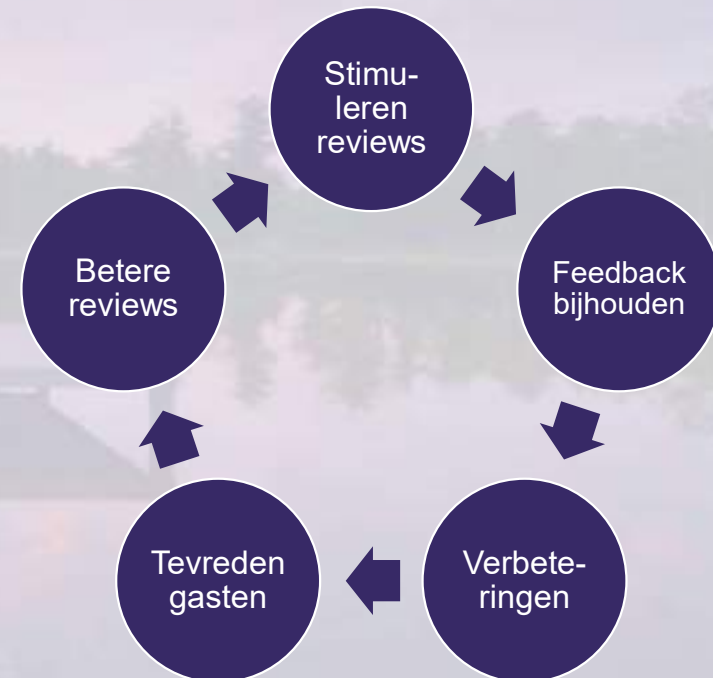 Stimu-
leren
reviews
Feedback
bijhouden
Verbete-
ringen
Tevreden
gasten
Betere
reviews